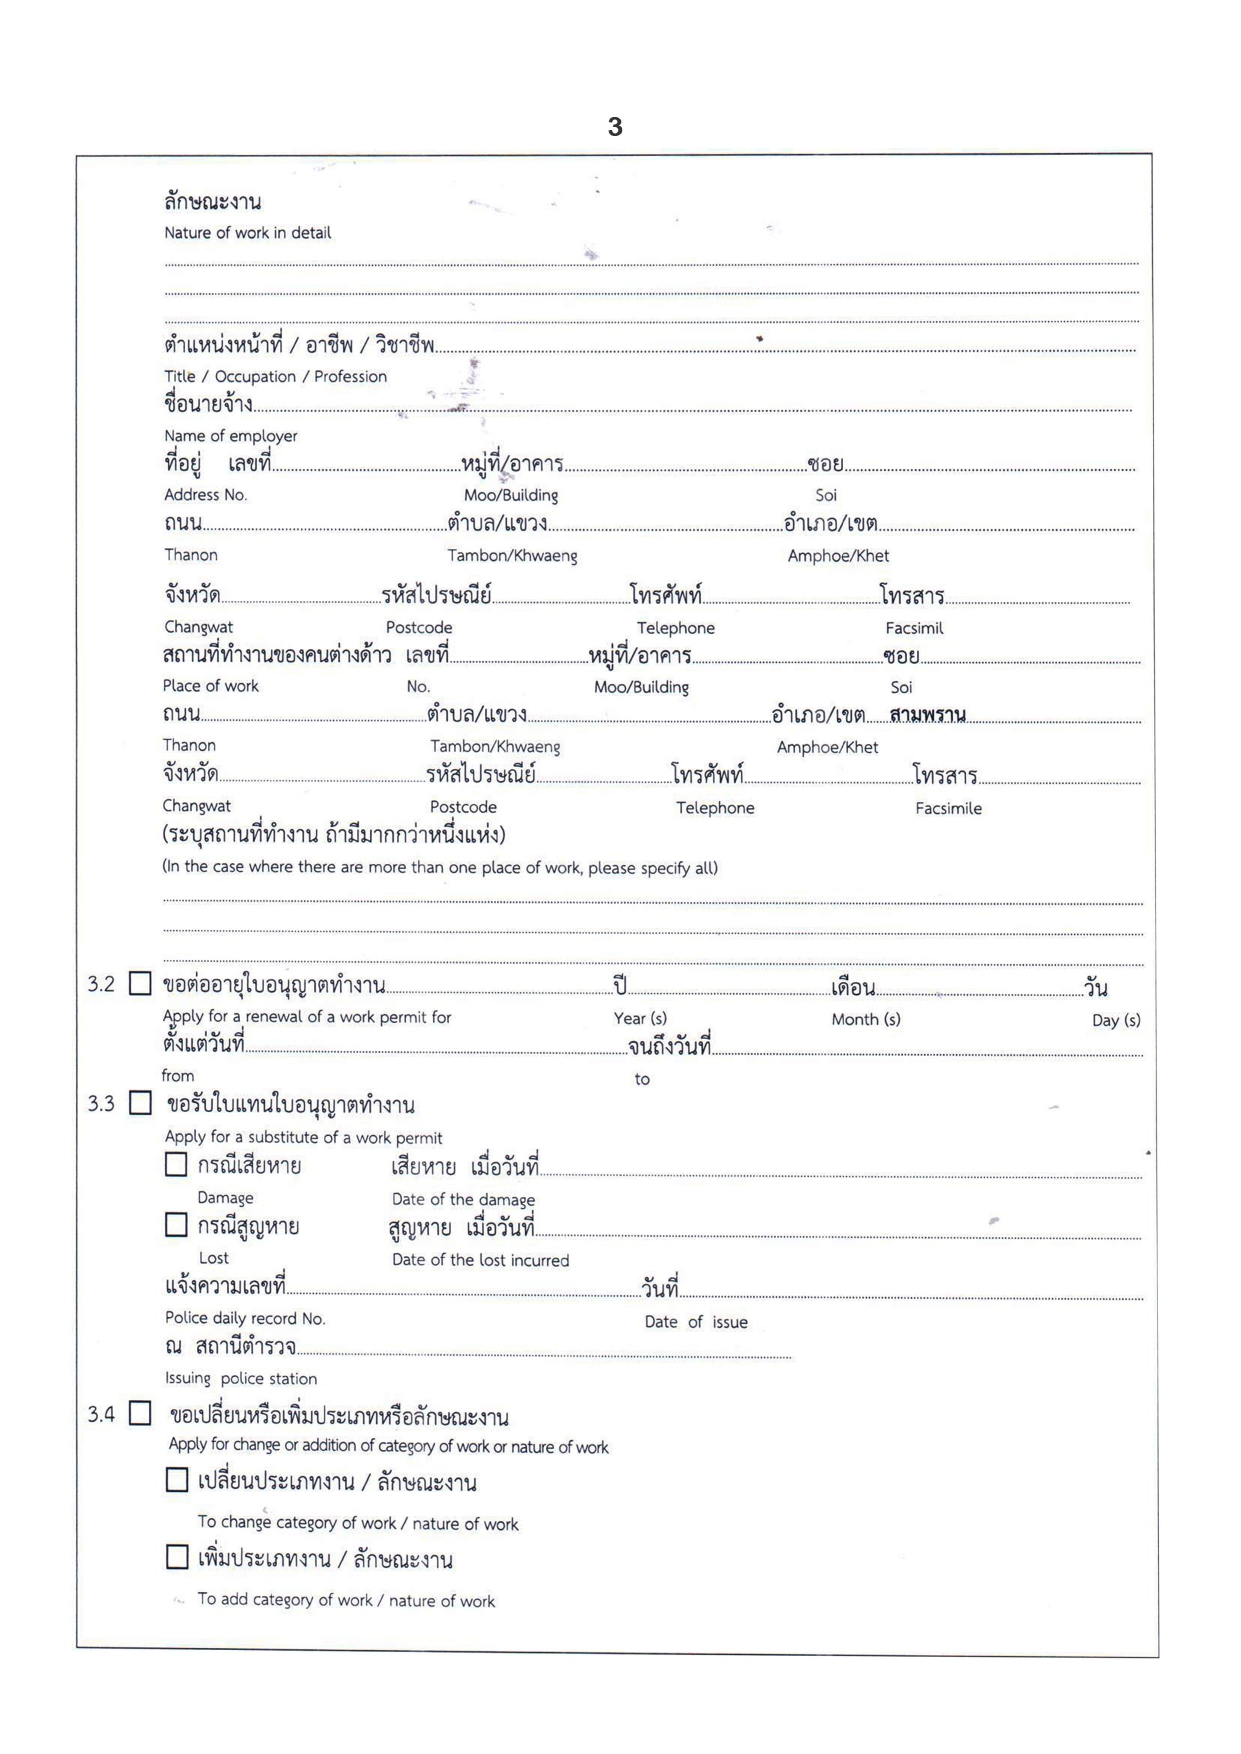 3
ลักษณะงาน
Nature of work in detail
ตำแหน่งหน้าที่ / อาชีพ / วิชาชีพ
Title / Occupation / Profession
ชื่อนายจ้าง
Name of employer
ที่อยู่ เลขที่ หมู่ที่/อาคาร ซอย
Address No. Moo/Building Soi
ถนน ตำบล/แขวง อำเภอ/เขต
Thanon Tambon/Khwaeng Amphoe/Khet
จังหวัด รหัสไปรษณีย์ โทรศัพท์ โทรสาร
Changwat Postcode Telephone Facsimil
สถานที่ทำงานของคนต่างด้าว เลขที่ หมู่ที่/อาคาร ซอย
Place of work No. Moo/Building Soi
ถนน ตำบล/แขวง อำเภอ/เขต สามพราน
Thanon Tambon/Khwaeng Amphoe/Khet
จังหวัด รหัสไปรษณีย์ โทรศัพท์ โทรสาร
Changwat Postcode Telephone Facsimile
(ระบุสถานที่ทำงาน ถ้ามีมากกว่าหนึ่งแห่ง)
(In the case where there are more than one place of work, please specify all)
3.2 ขอต่ออายุใบอนุญาตทำงาน ปี เดือน วัน
Apply for a renewal of a work permit for Year (s) Month (s) Day (s)
ตั้งแต่วันที่ จนถึงวันที่
from to
3.3 ขอรับใบแทนใบอนุญาตทำงาน
Apply for a substitute of a work permit
กรณีเสียหาย เสียหาย เมื่อวันที่
Damage Date of the damage
กรณีสูญหาย สูญหาย เมื่อวันที่
Lost Date of the lost incurred
แจ้งความเลขที่ วันที่
Police daily record No. Date of issue
ณ สถานีตำรวจ
Issuing police station
3.4 ขอเปลี่ยนหรือเพิ่มประเภทหรือลักษณะงาน
Apply for change or addition of category of work or nature of work
เปลี่ยนประเภทงาน / ลักษณะงาน
To change category of work / nature of work
เพิ่มประเภทงาน / ลักษณะงาน
To add category of work / nature of work